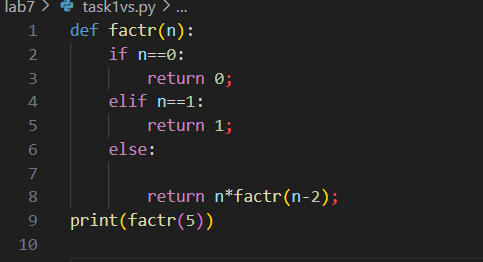 lab7 > task1vs.py > ...
1 def factr(n):
2     if n==0:
3         return 0;
4     elif n==1:
5         return 1;
6     else:
7
8         return n*factr(n-2);
9 print(factr(5))
10